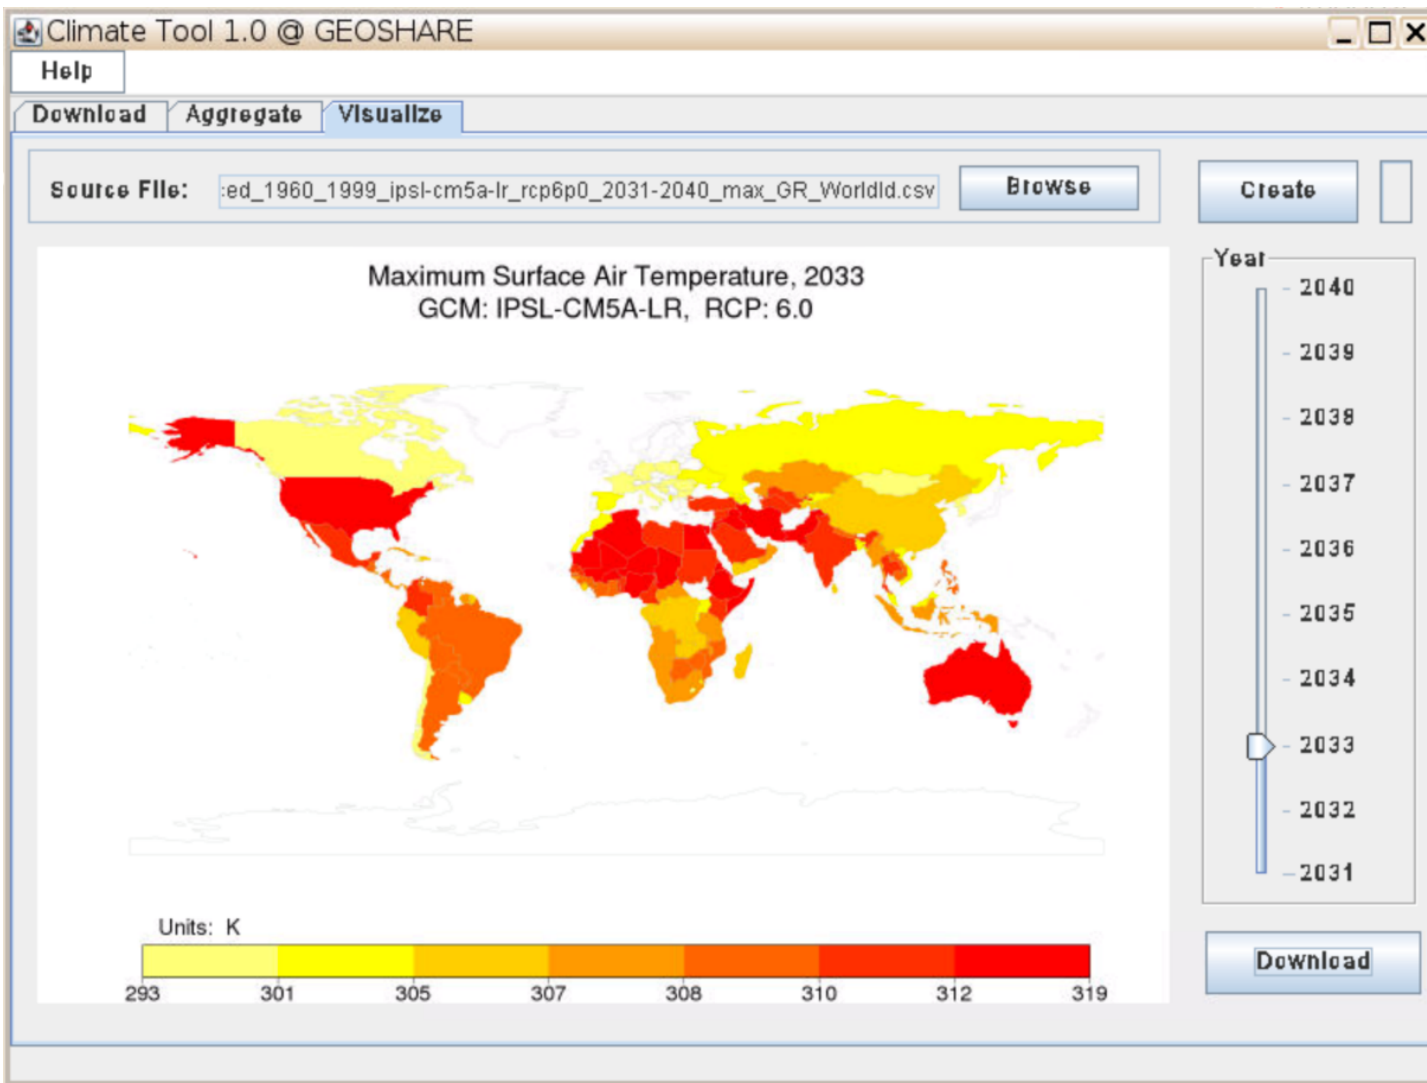 Climate Tool 1.0 @ GEOSHARE
Help
Download Aggregate Visualize
Source File: :ed_1960_1999_ipsl-cm5a-lr_rcp6p0_2031-2040_max_GR_WorldId.csv Browse Create
Maximum Surface Air Temperature, 2033
GCM: IPSL-CM5A-LR, RCP: 6.0
Year
2040
2039
2038
2037
2036
2035
2034
2033
2032
2031
Units: K
293 301 305 307 308 310 312 319
Download